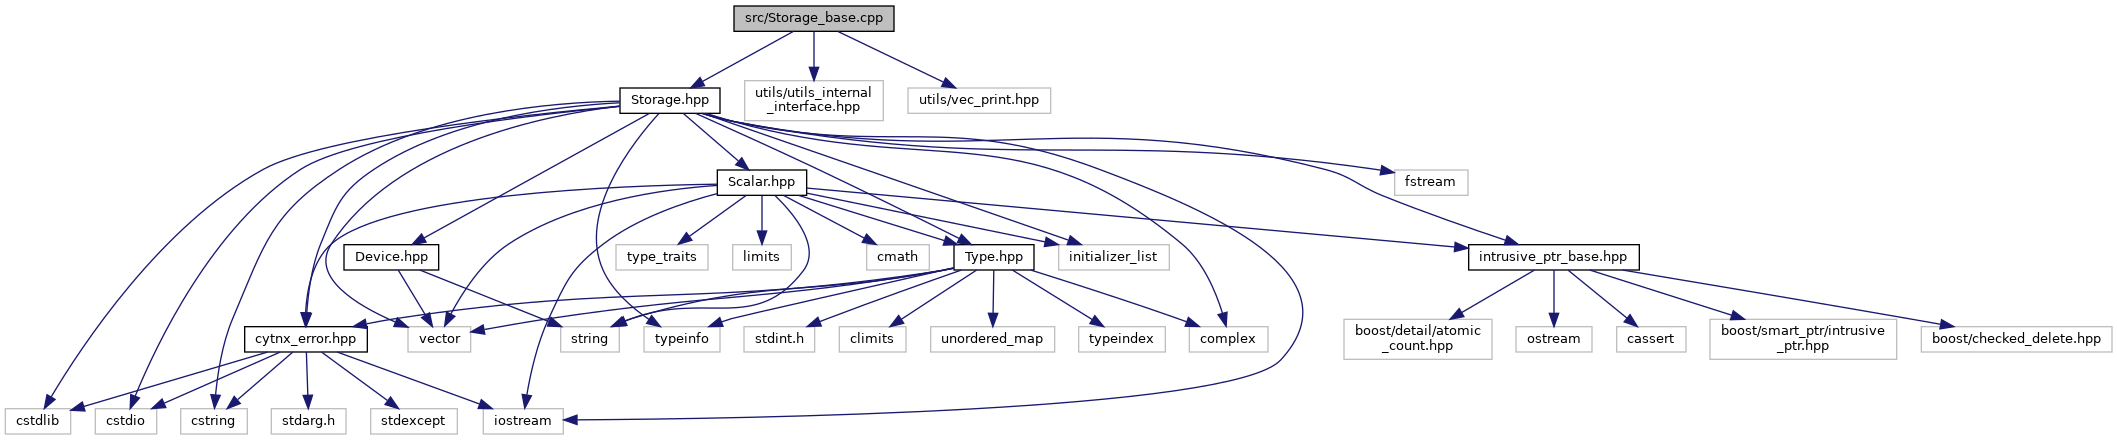 src/Storage_base.cpp
Storage.hpp
utils/utils_internal
_interface.hpp
utils/vec_print.hpp
Scalar.hpp
fstream
Device.hpp
type_traits
limits
cmath
Type.hpp
initializer_list
intrusive_ptr_base.hpp
cytnx_error.hpp
vector
string
typeinfo
stdint.h
climits
unordered_map
typeindex
complex
boost/detail/atomic
_count.hpp
ostream
cassert
boost/smart_ptr/intrusive
_ptr.hpp
boost/checked_delete.hpp
cstdlib
cstdio
cstring
stdarg.h
stdexcept
iostream